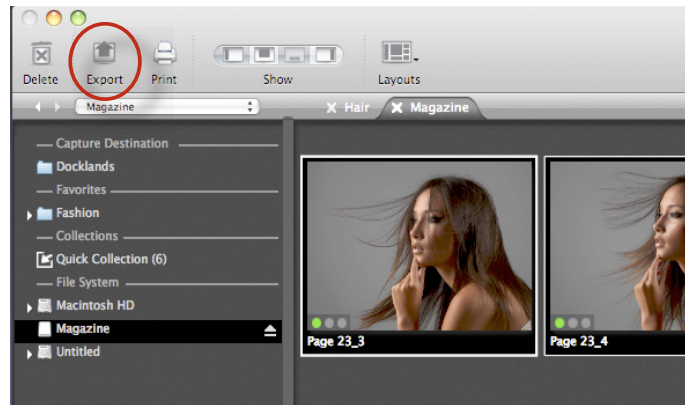 Delete Export Print Show Layouts
Magazine
Hair Magazine
Capture Destination
Docklands
Favorites
Fashion
Collections
Quick Collection (6)
File System
Macintosh HD
Magazine
Untitled
Page 23_3
Page 23_4